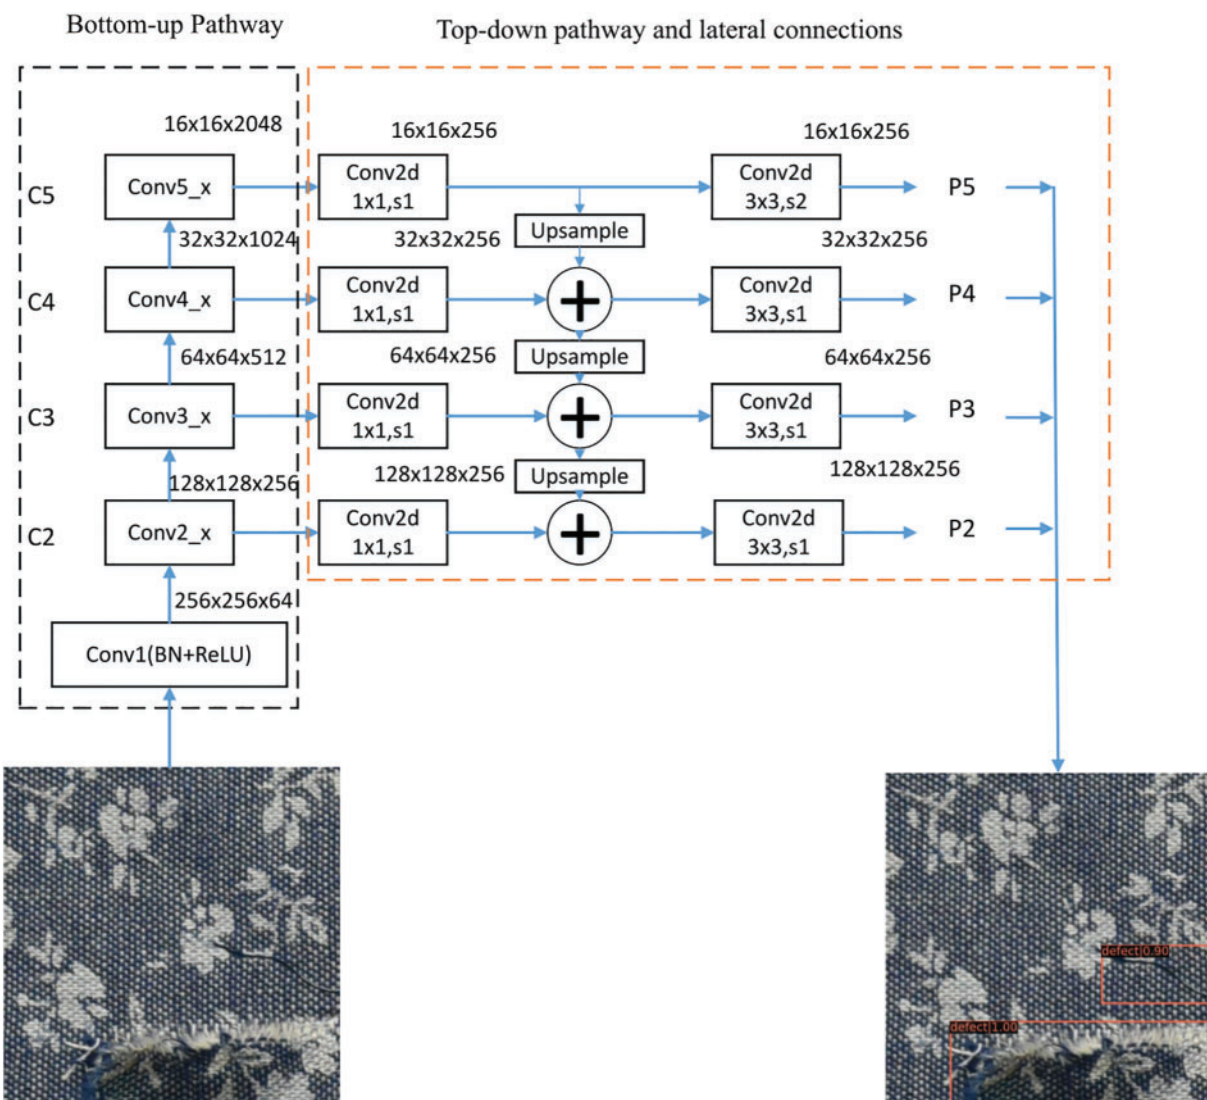 Bottom-up Pathway
Top-down pathway and lateral connections
16x16x2048
16x16x256
16x16x256
C5
Conv5_x
Conv2d
1x1,s1
Conv2d
3x3,s2
P5
Upsample
32x32x1024
32x32x256
32x32x256
C4
Conv4_x
Conv2d
1x1,s1
+
Conv2d
3x3,s1
P4
Upsample
64x64x512
64x64x256
64x64x256
C3
Conv3_x
Conv2d
1x1,s1
+
Conv2d
3x3,s1
P3
Upsample
128x128x256
128x128x256
128x128x256
C2
Conv2_x
Conv2d
1x1,s1
+
Conv2d
3x3,s1
P2
256x256x64
Conv1(BN+ReLU)
defect|0.90
defect|1.00